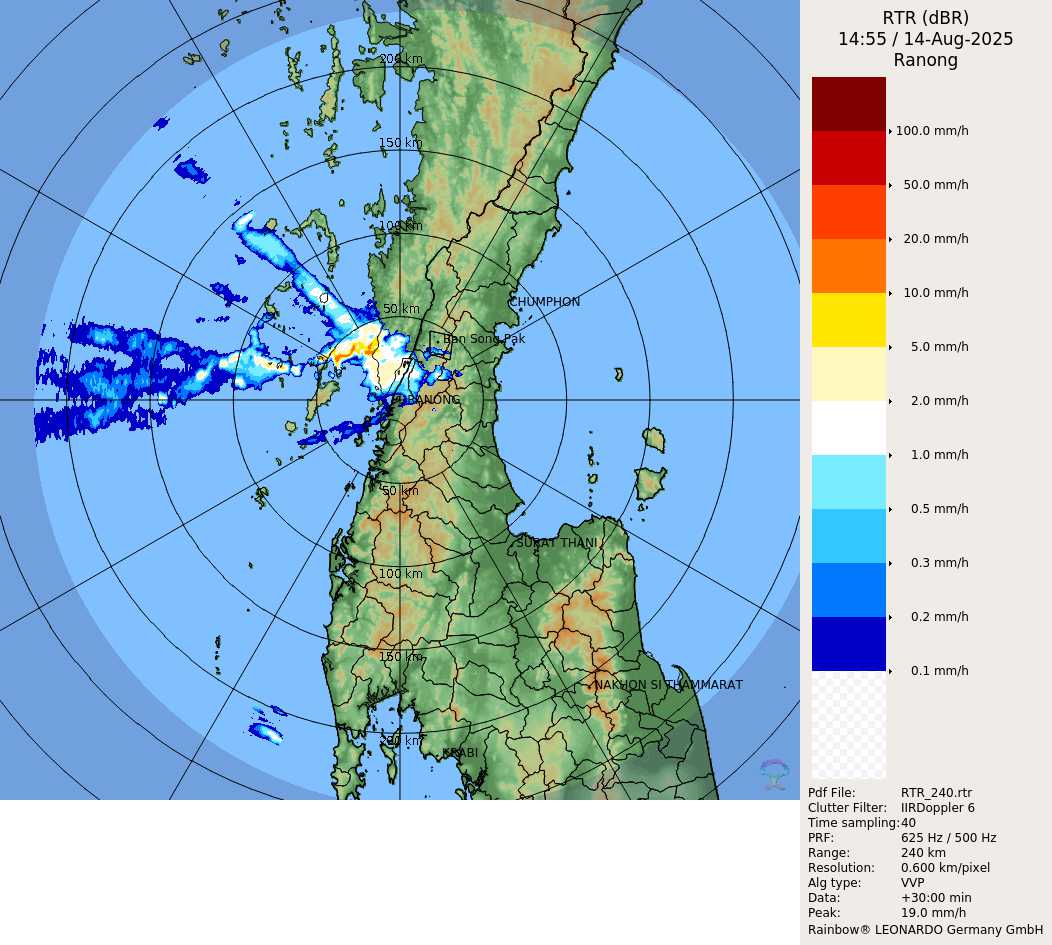 RTR (dBR)
14:55 / 14-Aug-2025
Ranong
100.0 mm/h
50.0 mm/h
20.0 mm/h
10.0 mm/h
5.0 mm/h
2.0 mm/h
1.0 mm/h
0.5 mm/h
0.3 mm/h
0.2 mm/h
0.1 mm/h
200 km
150 km
100 km
50 km
CHUMPHON
Ban Song Pak
RANONG
50 km
SURAT THANI
100 km
150 km
NAKHON SI THAMMARAT
200 km
KRABI
Pdf File: RTR_240.rtr
Clutter Filter: IIRDoppler 6
Time sampling:40
PRF: 625 Hz / 500 Hz
Range: 240 km
Resolution: 0.600 km/pixel
Alg type: VVP
Data: +30:00 min
Peak: 19.0 mm/h
Rainbow® LEONARDO Germany GmbH